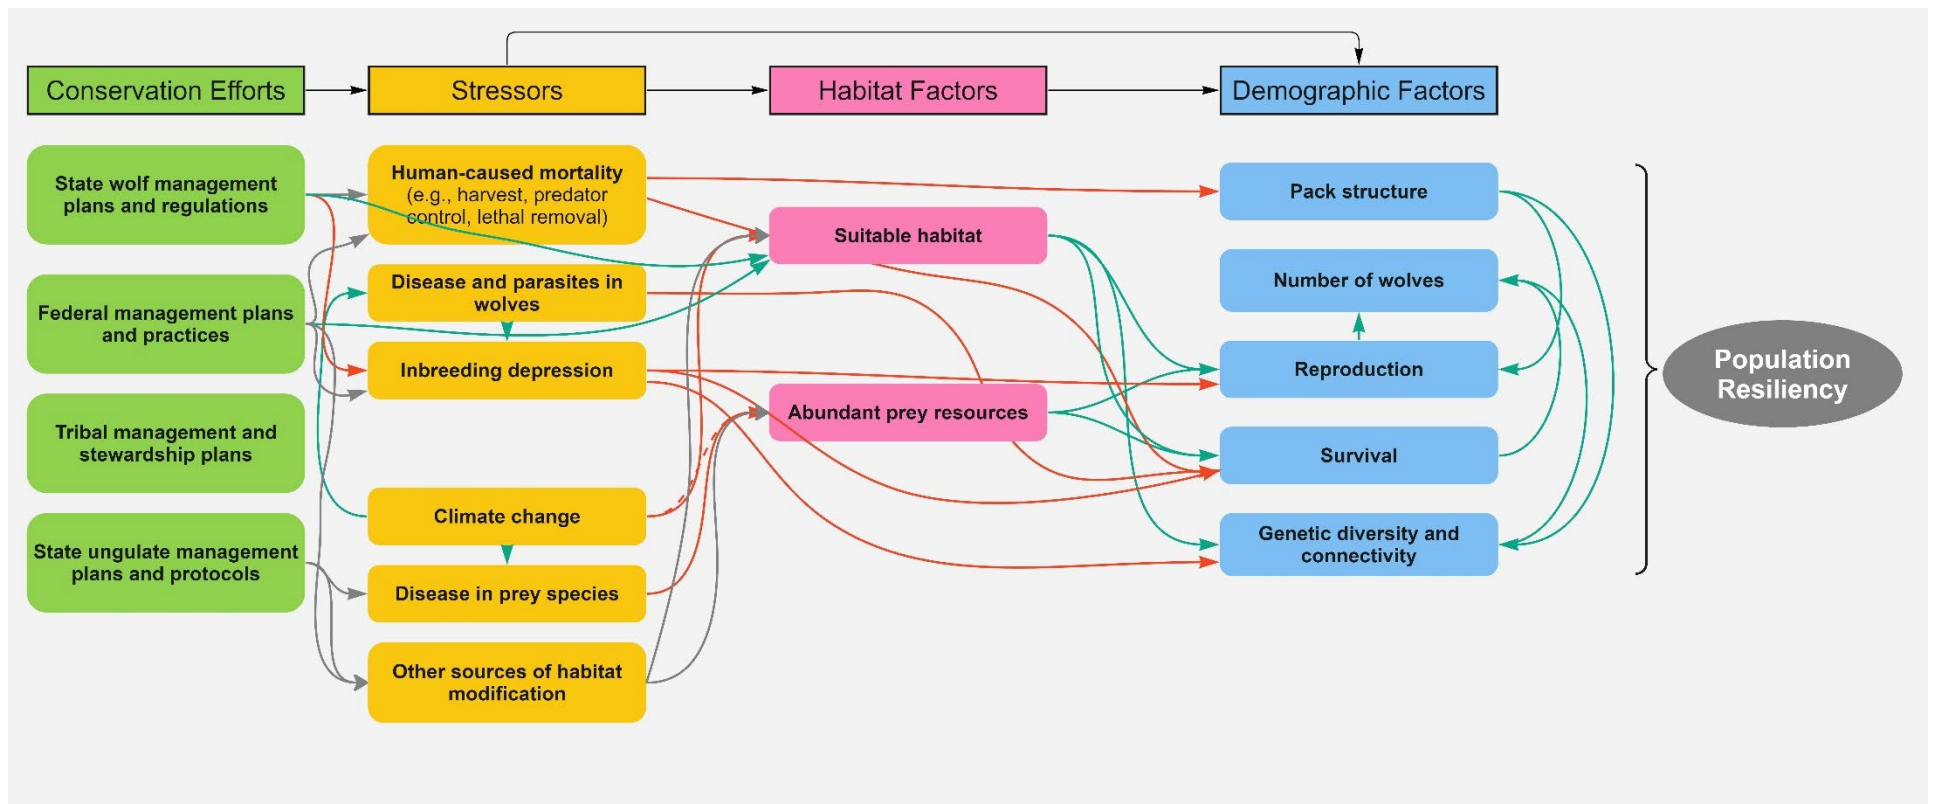 Conservation Efforts
Stressors
Habitat Factors
Demographic Factors
State wolf management
plans and regulations
Federal management plans
and practices
Tribal management and
stewardship plans
State ungulate management
plans and protocols
Human-caused mortality
(e.g., harvest, predator
control, lethal removal)
Disease and parasites in
wolves
Inbreeding depression
Climate change
Disease in prey species
Other sources of habitat
modification
Suitable habitat
Abundant prey resources
Pack structure
Number of wolves
Reproduction
Survival
Genetic diversity and
connectivity
Population
Resiliency